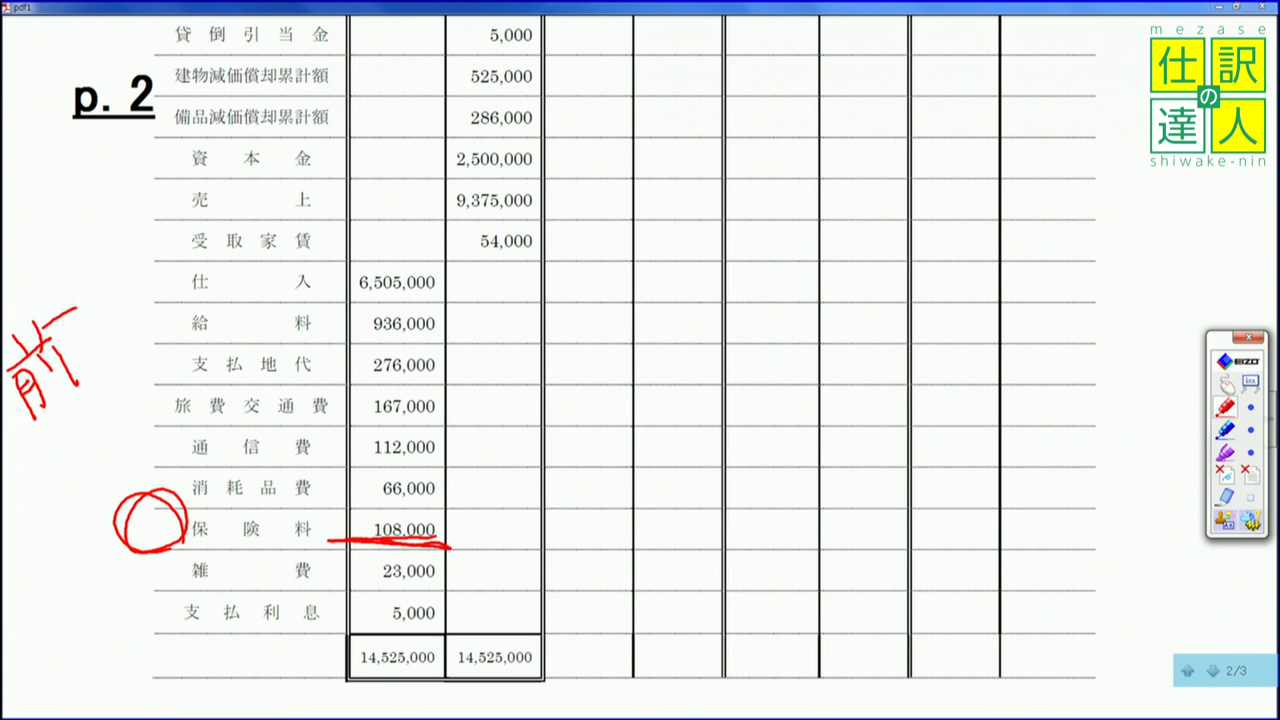 pdf1
mezase
仕訳
の
達人
shiwake-nin
p. 2
貸倒引当金 5,000
建物減価償却累計額 525,000
備品減価償却累計額 286,000
資本金 2,500,000
売上 9,375,000
受取家賃 54,000
仕入 6,505,000
給料 936,000
支払地代 276,000
旅費交通費 167,000
通信費 112,000
消耗品費 66,000
保険料 108,000
雑費 23,000
支払利息 5,000
14,525,000 14,525,000
前
EIZO
2/3